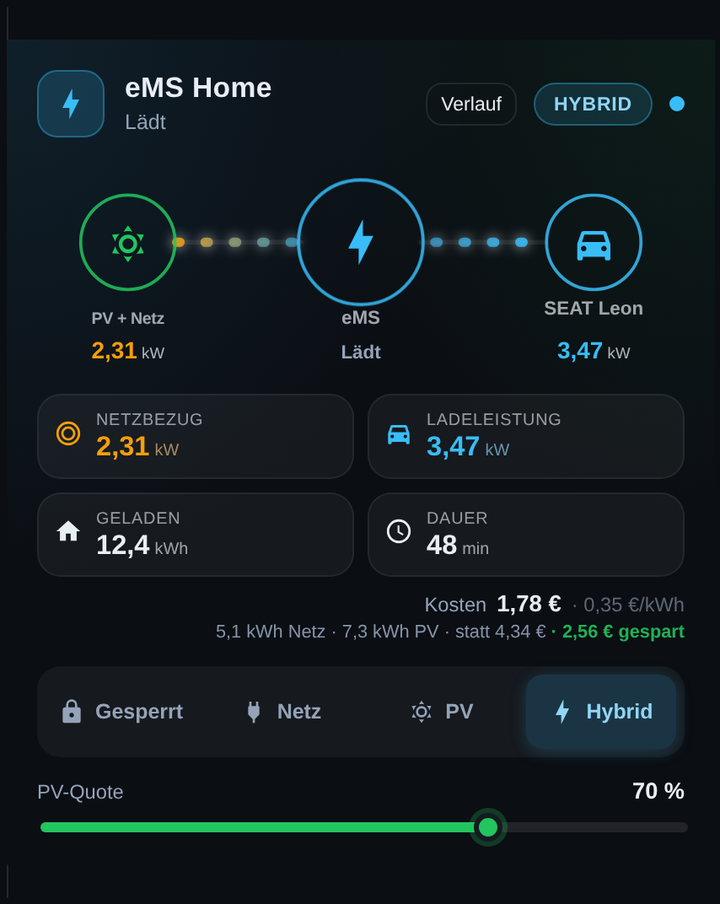 eMS Home
Lädt
Verlauf
HYBRID
PV + Netz
2,31 kW
eMS
Lädt
SEAT Leon
3,47 kW
NETZBEZUG
2,31 kW
LADELEISTUNG
3,47 kW
GELADEN
12,4 kWh
DAUER
48 min
Kosten 1,78 € · 0,35 €/kWh
5,1 kWh Netz · 7,3 kWh PV · statt 4,34 € · 2,56 € gespart
Gesperrt
Netz
PV
Hybrid
PV-Quote
70 %